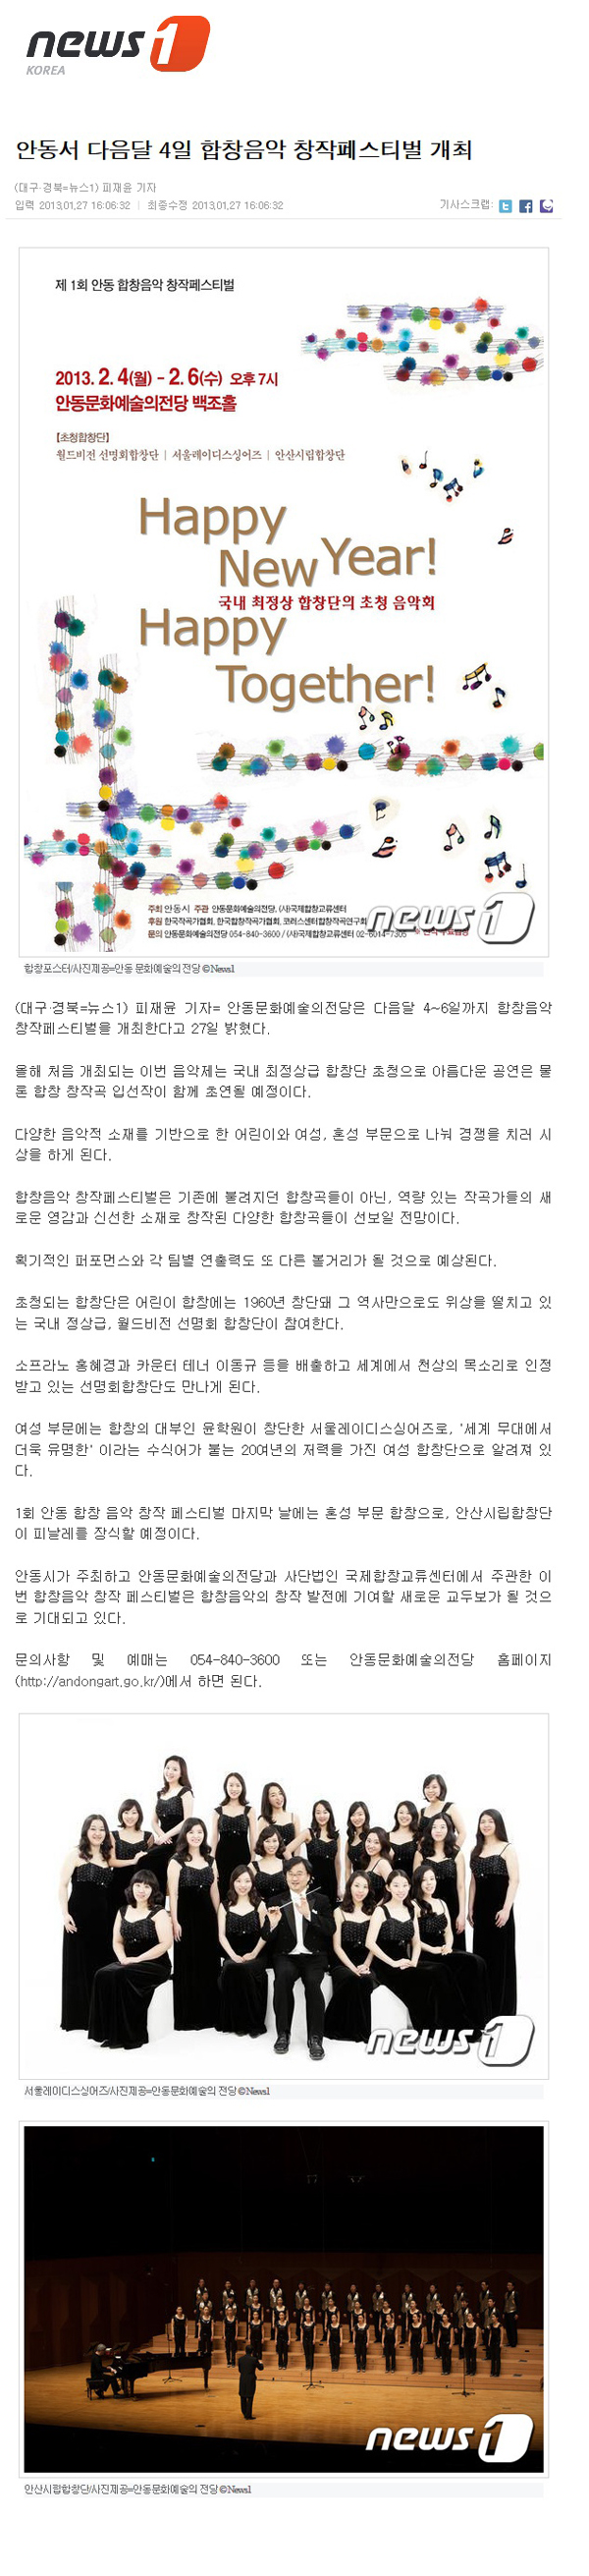 news1
KOREA
안동서 다음달 4일 합창음악 창작페스티벌 개최
(대구·경북=뉴스1) 피재윤 기자
입력 2013.01.27 16:06:32 | 최종수정 2013.01.27 16:06:32
기사스크랩:
제 1회 안동 합창음악 창작페스티벌
2013. 2. 4(월) - 2. 6(수) 오후 7시
안동문화예술의전당 백조홀
[초청합창단]
월드비전 선명회합창단 | 서울레이디스싱어즈 | 안산시립합창단
Happy
New Year!
국내 최정상 합창단의 초청 음악회
Happy
Together!
주최 안동시 주관 안동문화예술의전당, (사)국제합창교류센터
후원 한국작곡가협회, 한국합창작곡가협회, 코러스센터합창작곡연구회
문의 안동문화예술의전당 054-840-3600 / (사)국제합창교류센터 02-6014-7305
news1
합창포스터/사진제공=안동 문화예술의 전당 ©News1
(대구·경북=뉴스1) 피재윤 기자= 안동문화예술의전당은 다음달 4~6일까지 합창음악
창작페스티벌을 개최한다고 27일 밝혔다.
올해 처음 개최되는 이번 음악제는 국내 최정상급 합창단 초청으로 아름다운 공연은 물
론 합창 창작곡 입선작이 함께 초연될 예정이다.
다양한 음악적 소재를 기반으로 한 어린이와 여성, 혼성 부문으로 나눠 경쟁을 치러 시
상을 하게 된다.
합창음악 창작페스티벌은 기존에 불려지던 합창곡들이 아닌, 역량 있는 작곡가들의 새
로운 영감과 신선한 소재로 창작된 다양한 합창곡들이 선보일 전망이다.
획기적인 퍼포먼스와 각 팀별 연출력도 또 다른 볼거리가 될 것으로 예상된다.
초청되는 합창단은 어린이 합창에는 1960년 창단돼 그 역사만으로도 위상을 떨치고 있
는 국내 정상급, 월드비전 선명회 합창단이 참여한다.
소프라노 홍혜경과 카운터 테너 이동규 등을 배출하고 세계에서 천상의 목소리로 인정
받고 있는 선명회합창단도 만나게 된다.
여성 부문에는 합창의 대부인 윤학원이 창단한 서울레이디스싱어즈로, '세계 무대에서
더욱 유명한' 이라는 수식어가 붙는 20여년의 저력을 가진 여성 합창단으로 알려져 있
다.
1회 안동 합창 음악 창작 페스티벌 마지막 날에는 혼성 부문 합창으로, 안산시립합창단
이 피날레를 장식할 예정이다.
안동시가 주최하고 안동문화예술의전당과 사단법인 국제합창교류센터에서 주관한 이
번 합창음악 창작 페스티벌은 합창음악의 창작 발전에 기여할 새로운 교두보가 될 것으
로 기대되고 있다.
문의사항 및 예매는 054-840-3600 또는 안동문화예술의전당 홈페이지
(http://andongart.go.kr/)에서 하면 된다.
news1
서울레이디스싱어즈/사진제공=안동문화예술의 전당 ©News1
news1
안산시립합창단/사진제공=안동문화예술의 전당 ©News1